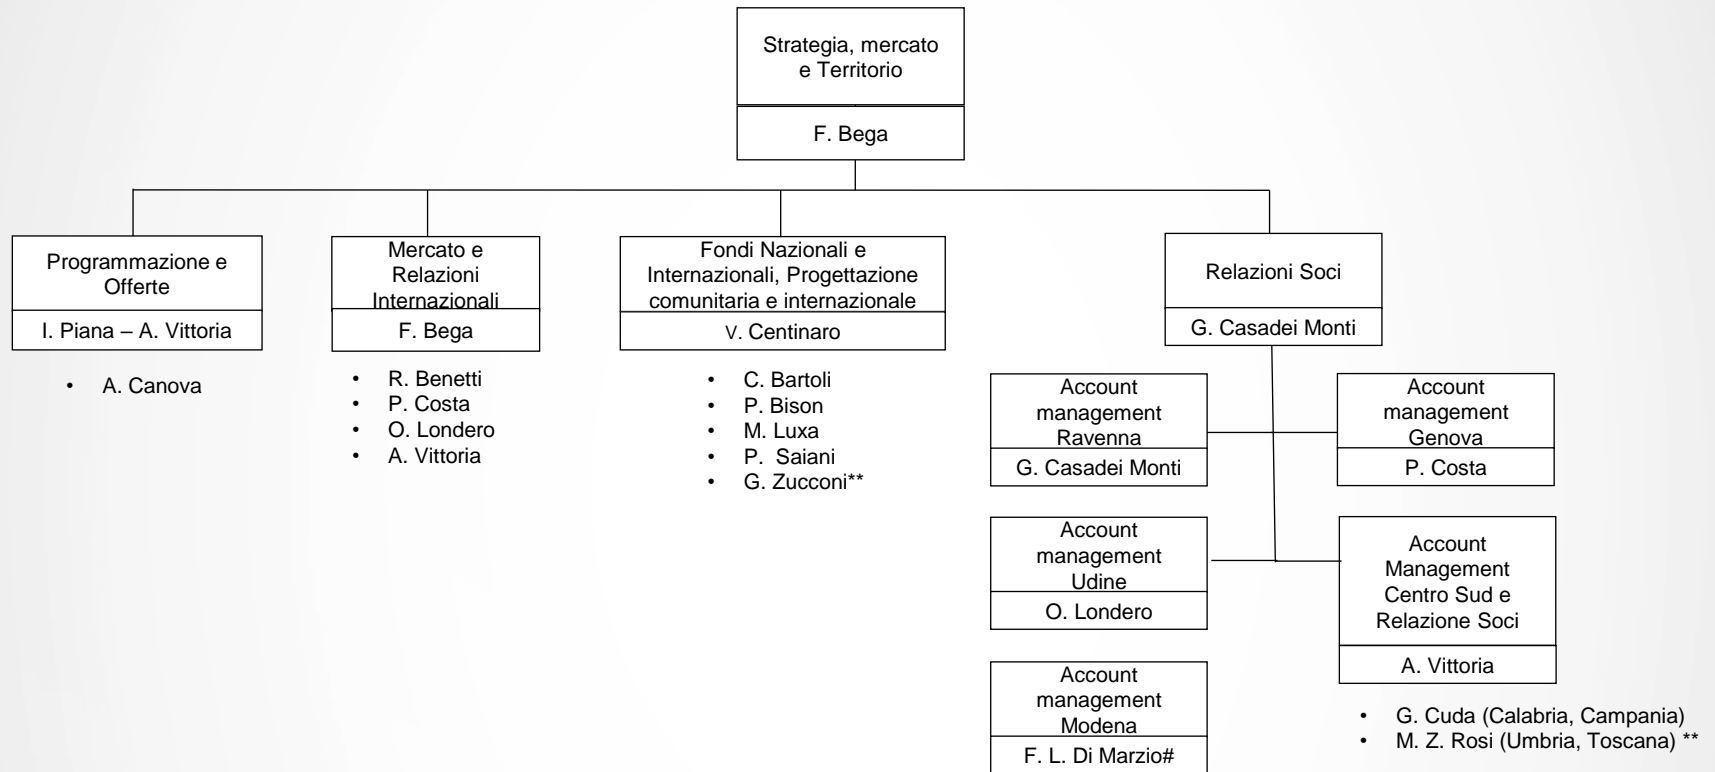 Strategia, mercato
e Territorio
F. Bega
Programmazione e
Offerte
I. Piana – A. Vittoria
• A. Canova
Mercato e
Relazioni
Internazionali
F. Bega
• R. Benetti
• P. Costa
• O. Londero
• A. Vittoria
Fondi Nazionali e
Internazionali, Progettazione
comunitaria e internazionale
V. Centinaro
• C. Bartoli
• P. Bison
• M. Luxa
• P. Saiani
• G. Zucconi**
Relazioni Soci
G. Casadei Monti
Account
management
Ravenna
G. Casadei Monti
Account
management
Genova
P. Costa
Account
management
Udine
O. Londero
Account
Management
Centro Sud e
Relazione Soci
A. Vittoria
• G. Cuda (Calabria, Campania)
• M. Z. Rosi (Umbria, Toscana) **
Account
management
Modena
F. L. Di Marzio#